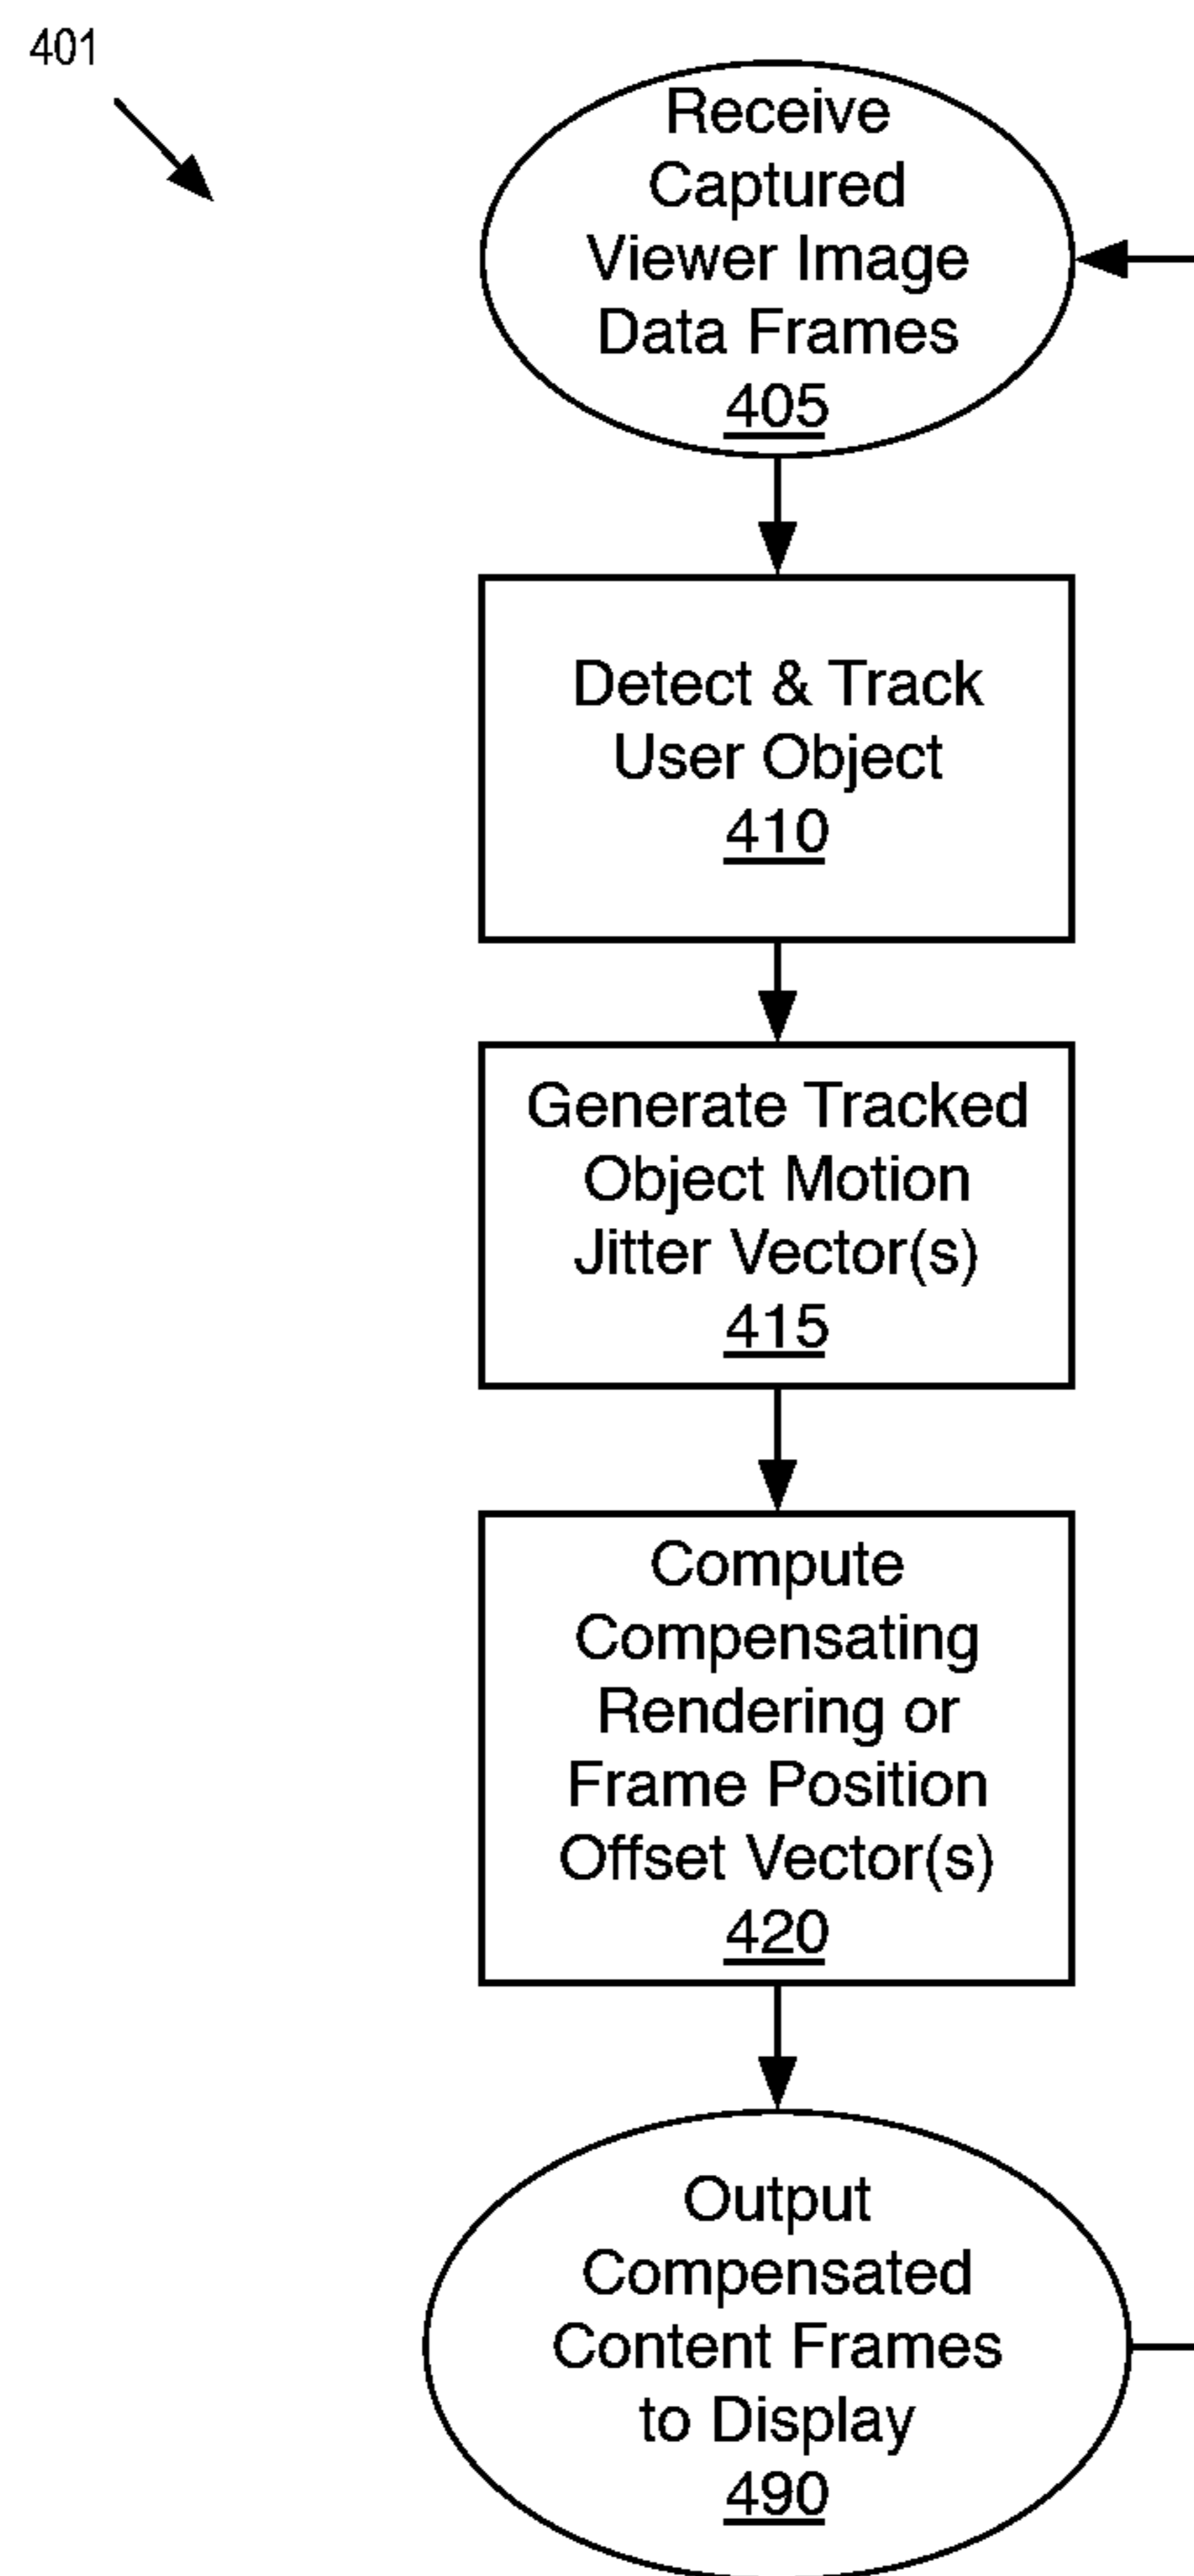 401
Receive
Captured
Viewer Image
Data Frames
405
Detect & Track
User Object
410
Generate Tracked
Object Motion
Jitter Vector(s)
415
Compute
Compensating
Rendering or
Frame Position
Offset Vector(s)
420
Output
Compensated
Content Frames
to Display
490